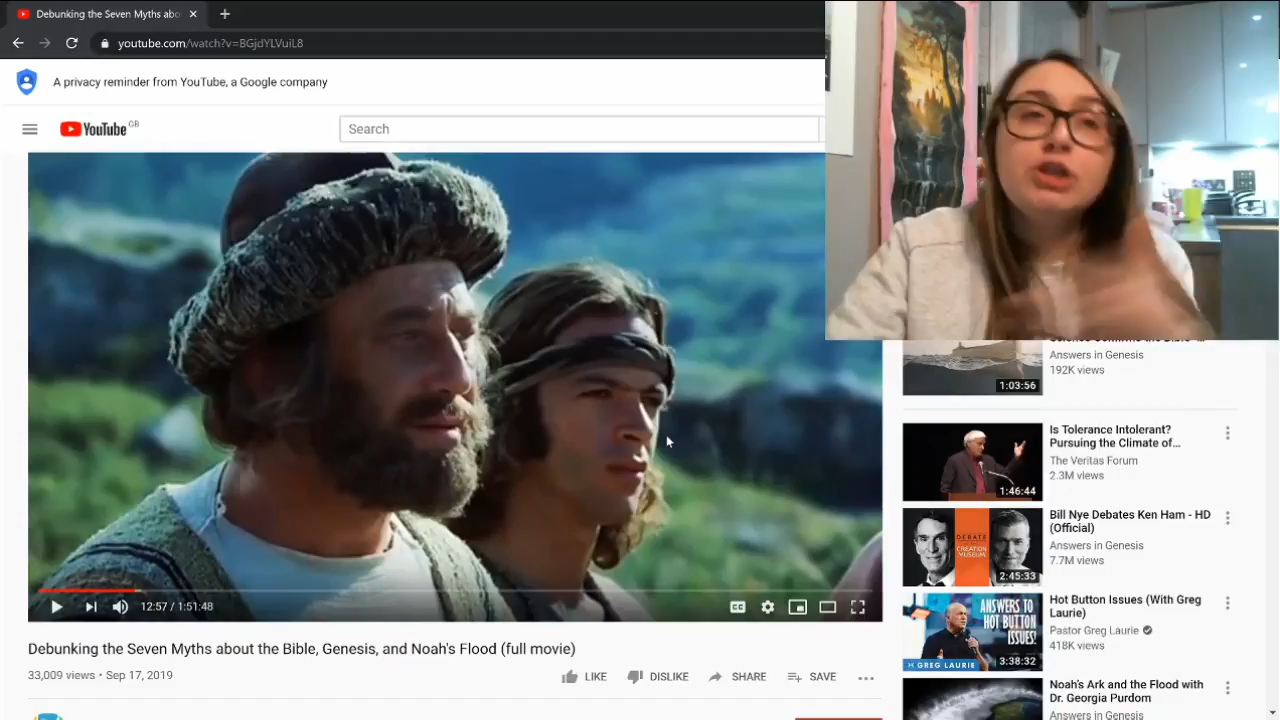 Debunking the Seven Myths abo
youtube.com/watch?v=BGjdYLVuiL8
A privacy reminder from YouTube, a Google company
YouTube GB
Search
12:57 / 1:51:48
CC
Debunking the Seven Myths about the Bible, Genesis, and Noah's Flood (full movie)
33,009 views • Sep 17, 2019
LIKE
DISLIKE
SHARE
SAVE
Answers in Genesis
192K views
1:03:56
Is Tolerance Intolerant?
Pursuing the Climate of...
The Veritas Forum
2.3M views
1:46:44
Bill Nye Debates Ken Ham - HD
(Official)
Answers in Genesis
7.7M views
DEBATE
CREATION
MUSEUM
2:45:33
Hot Button Issues (With Greg
Laurie)
Pastor Greg Laurie
418K views
ANSWERS TO
HOT BUTTON
ISSUES!
GREG LAURIE
3:38:32
Noah's Ark and the Flood with
Dr. Georgia Purdom
Answers in Genesis